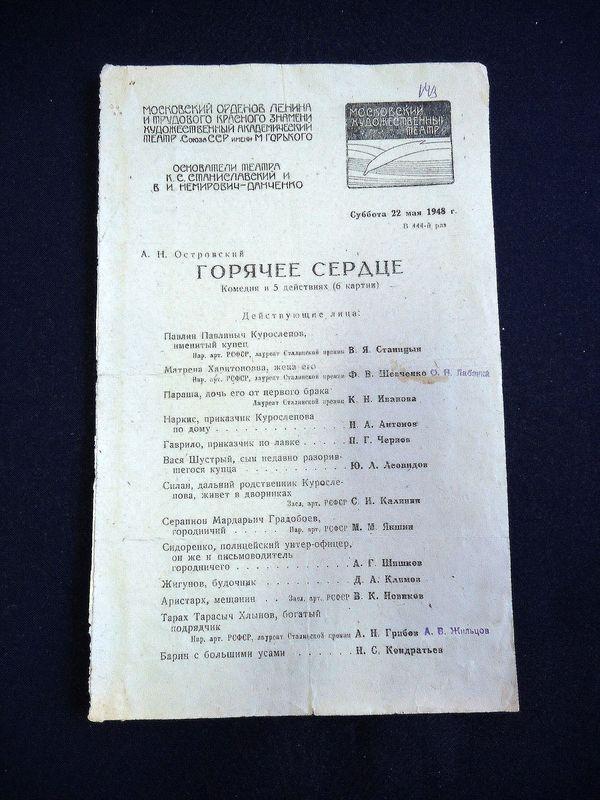 МОСКОВСКИЙ ОРДЕНОВ ЛЕНИНА
И ТРУДОВОГО КРАСНОГО ЗНАМЕНИ
ХУДОЖЕСТВЕННЫЙ АКАДЕМИЧЕСКИЙ
ТЕАТР СОЮЗА ССР ИМЕНИ М ГОРЬКОГО
ОСНОВАТЕЛИ ТЕАТРА
К. С. СТАНИСЛАВСКИЙ И
В И НЕМИРОВИЧ-ДАНЧЕНКО
МОСКОВСКИЙ
ХУДОЖЕСТВЕННЫЙ
ТЕАТР
Суббота 22 мая 1948 г.
В 444-й раз
А. Н. Островский
ГОРЯЧЕЕ СЕРДЦЕ
Комедия в 5 действиях (6 картин)
Действующие лица:
Павлин Павлиныч Курослепов,
именитый купец
Нар. арт. РСФСР, лауреат Сталинской премии В. Я. Станицын
Матрена Харитоновна, жена его
Нар. арт. РСФСР, лауреат Сталинской премии Ф. В. Шевченко О. Н.
Параша, дочь его от первого брака
Лауреат Сталинской премии К. Н. Иванова
Наркис, приказчик Курослепова
по дому . . . . . . . . . . . . Н. А. Антонов
Гаврило, приказчик по лавке . . . . . П. Г. Чернов
Вася Шустрый, сын недавно разорив-
шегося купца . . . . . . . . . . . Ю. Л. Леонидов
Силан, дальний родственник Куросле-
пова, живет в дворниках
Засл. арт. РСФСР С. И. Калинин
Серапион Мардарьич Градобоев,
городничий . . . . . Нар. арт. РСФСР М. М. Яншин
Сидоренко, полицейский унтер-офицер,
он же и письмоводитель
городничего . . . . . . . . . . . А. Г. Шишков
Жигунов, будочник . . . . . . . . . Д. А. Климов
Аристарх, мещанин . . Засл. арт. РСФСР В. К. Новиков
Тарах Тарасыч Хлынов, богатый
подрядчик
Нар. арт. РСФСР, лауреат Сталинской премии А. Н. Грибов А. В. Жильцов
Барин с большими усами . . . . . . Н. С. Кондратьев